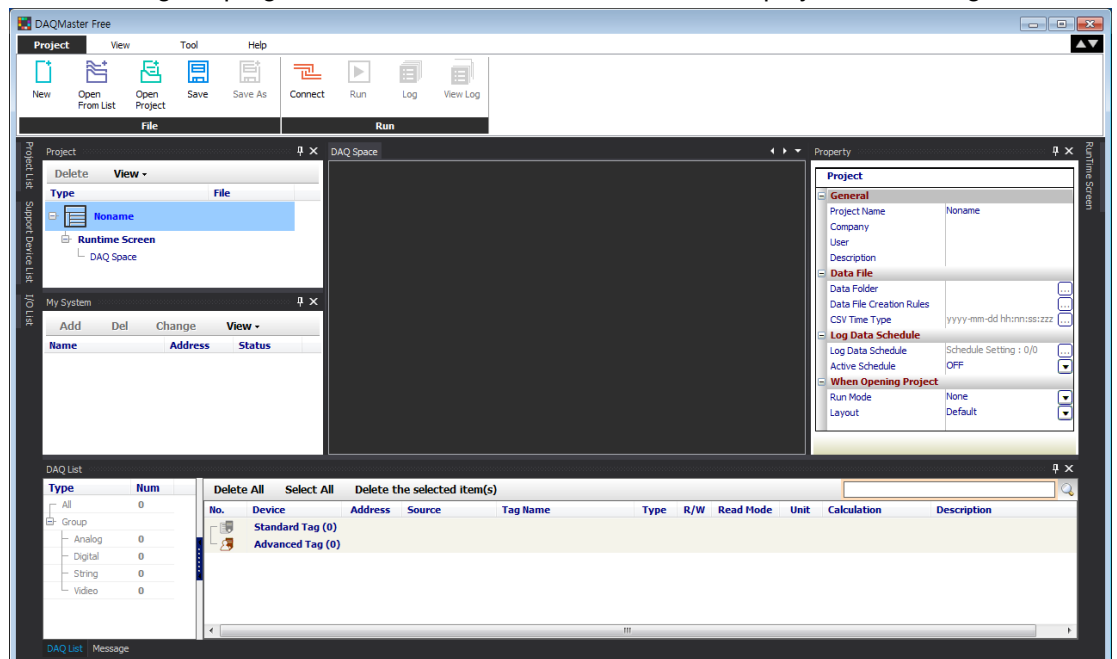 DAQMaster Free
Project View Tool Help
New Open From List Open Project Save Save As Connect Run Log View Log
File Run
Project List
Support Device List
I/O List
Project
Delete View
Type File
Noname
Runtime Screen
DAQ Space
My System
Add Del Change View
Name Address Status
DAQ Space
Property
Project
General
Project Name Noname
Company
User
Description
Data File
Data Folder ...
Data File Creation Rules ...
CSV Time Type yyyy-mm-dd hh:nn:ss:zzz ...
Log Data Schedule
Log Data Schedule Schedule Setting : 0/0 ...
Active Schedule OFF
When Opening Project
Run Mode None
Layout Default
RunTime Screen
DAQ List
Type Num
All 0
Group
Analog 0
Digital 0
String 0
Video 0
Delete All Select All Delete the selected item(s)
No. Device Address Source Tag Name Type R/W Read Mode Unit Calculation Description
Standard Tag (0)
Advanced Tag (0)
DAQ List Message